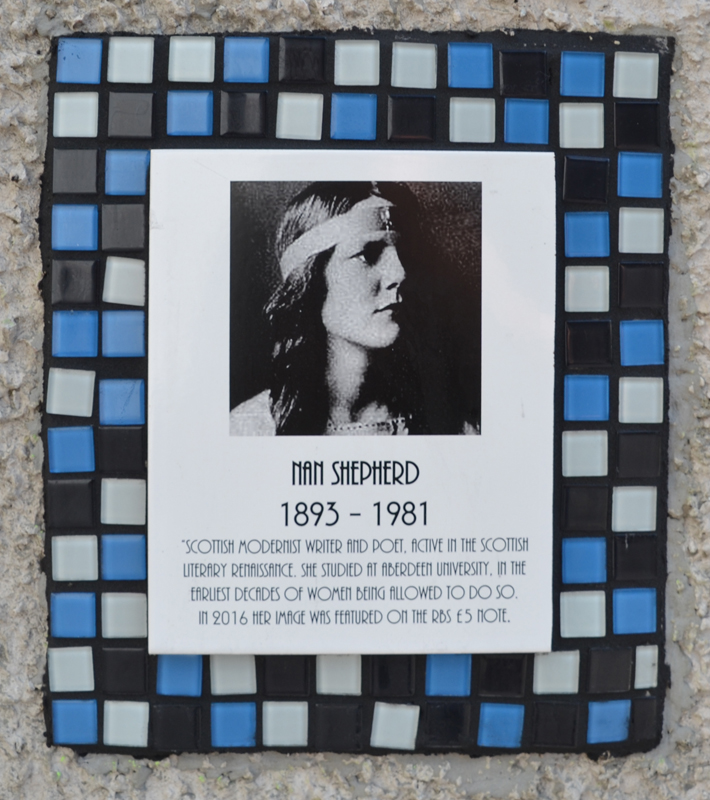 NAN SHEPHERD
1893 - 1981
"SCOTTISH MODERNIST WRITER AND POET, ACTIVE IN THE SCOTTISH
LITERARY RENAISSANCE. SHE STUDIED AT ABERDEEN UNIVERSITY, IN THE
EARLIEST DECADES OF WOMEN BEING ALLOWED TO DO SO.
IN 2016 HER IMAGE WAS FEATURED ON THE RBS £5 NOTE.